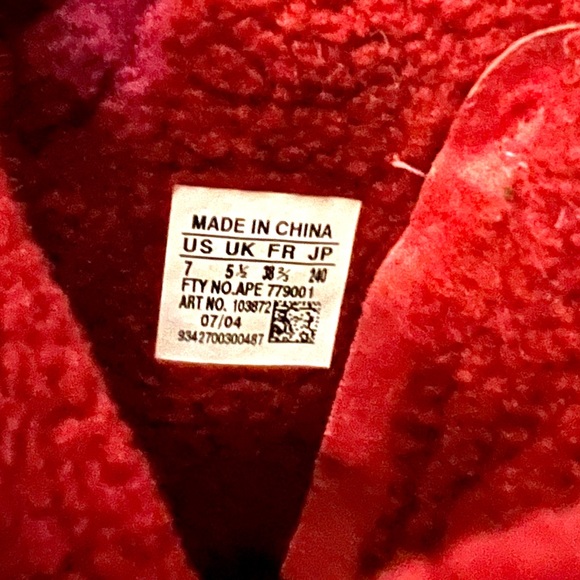 MADE IN CHINA
US UK FR JP
7 5½ 38⅔ 240
FTY NO.APE 779001
ART NO. 103872
07/04
9342700300487